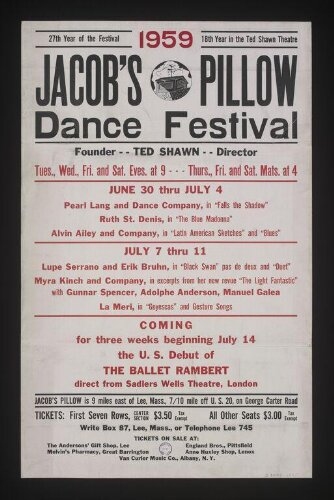 27th Year of the Festival 1959 18th Year in the Ted Shawn Theatre
JACOB'S PILLOW
Dance Festival
Founder - - TED SHAWN - - Director
Tues., Wed., Fri. and Sat. Eves. at 9 - - - Thurs., Fri. and Sat. Mats. at 4
JUNE 30 thru JULY 4
Pearl Lang and Dance Company, in "Falls the Shadow"
Ruth St. Denis, in "The Blue Madonna"
Alvin Ailey and Company, in "Latin American Sketches" and "Blues"
JULY 7 thru 11
Lupe Serrano and Erik Bruhn, in "Black Swan" pas de deux and "Duet"
Myra Kinch and Company, in excerpts from her new revue "The Light Fantastic"
with Gunnar Spencer, Adolphe Anderson, Manuel Galea
La Meri, in "Goyescas" and Gesture Songs
COMING
for three weeks beginning July 14
the U. S. Debut of
THE BALLET RAMBERT
direct from Sadlers Wells Theatre, London
JACOB'S PILLOW is 9 miles east of Lee, Mass. 7/10 mile off U. S. 20, on George Carter Road
TICKETS: First Seven Rows, CENTER SECTION $3.50 Tax Exempt All Other Seats $3.00 Tax Exempt
Write Box 87, Lee, Mass., or Telephone Lee 745
TICKETS ON SALE AT:
The Andersons' Gift Shop, Lee England Bros., Pittsfield
Melvin's Pharmacy, Great Barrington Anne Huxley Shop, Lenox
Van Curler Music Co., Albany, N. Y.